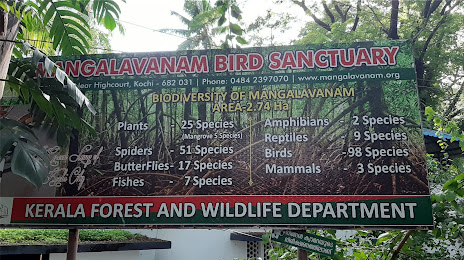 MANGALAVANAM BIRD SANCTUARY
Near Highcourt, Kochi - 682 031 | Phone: 0484 2397070 | www.mangalavanam.org
BIODIVERSITY OF MANGALAVANAM
AREA-2.74 Ha
Plants - 25 Species
(Mangrove 5 Species)
Spiders - 51 Species
ButterFlies - 17 Species
Fishes - 7 Species
Amphibians - 2 Species
Reptiles - 9 Species
Birds -98 Species
Mammals - 3 Species
KERALA FOREST AND WILDLIFE DEPARTMENT